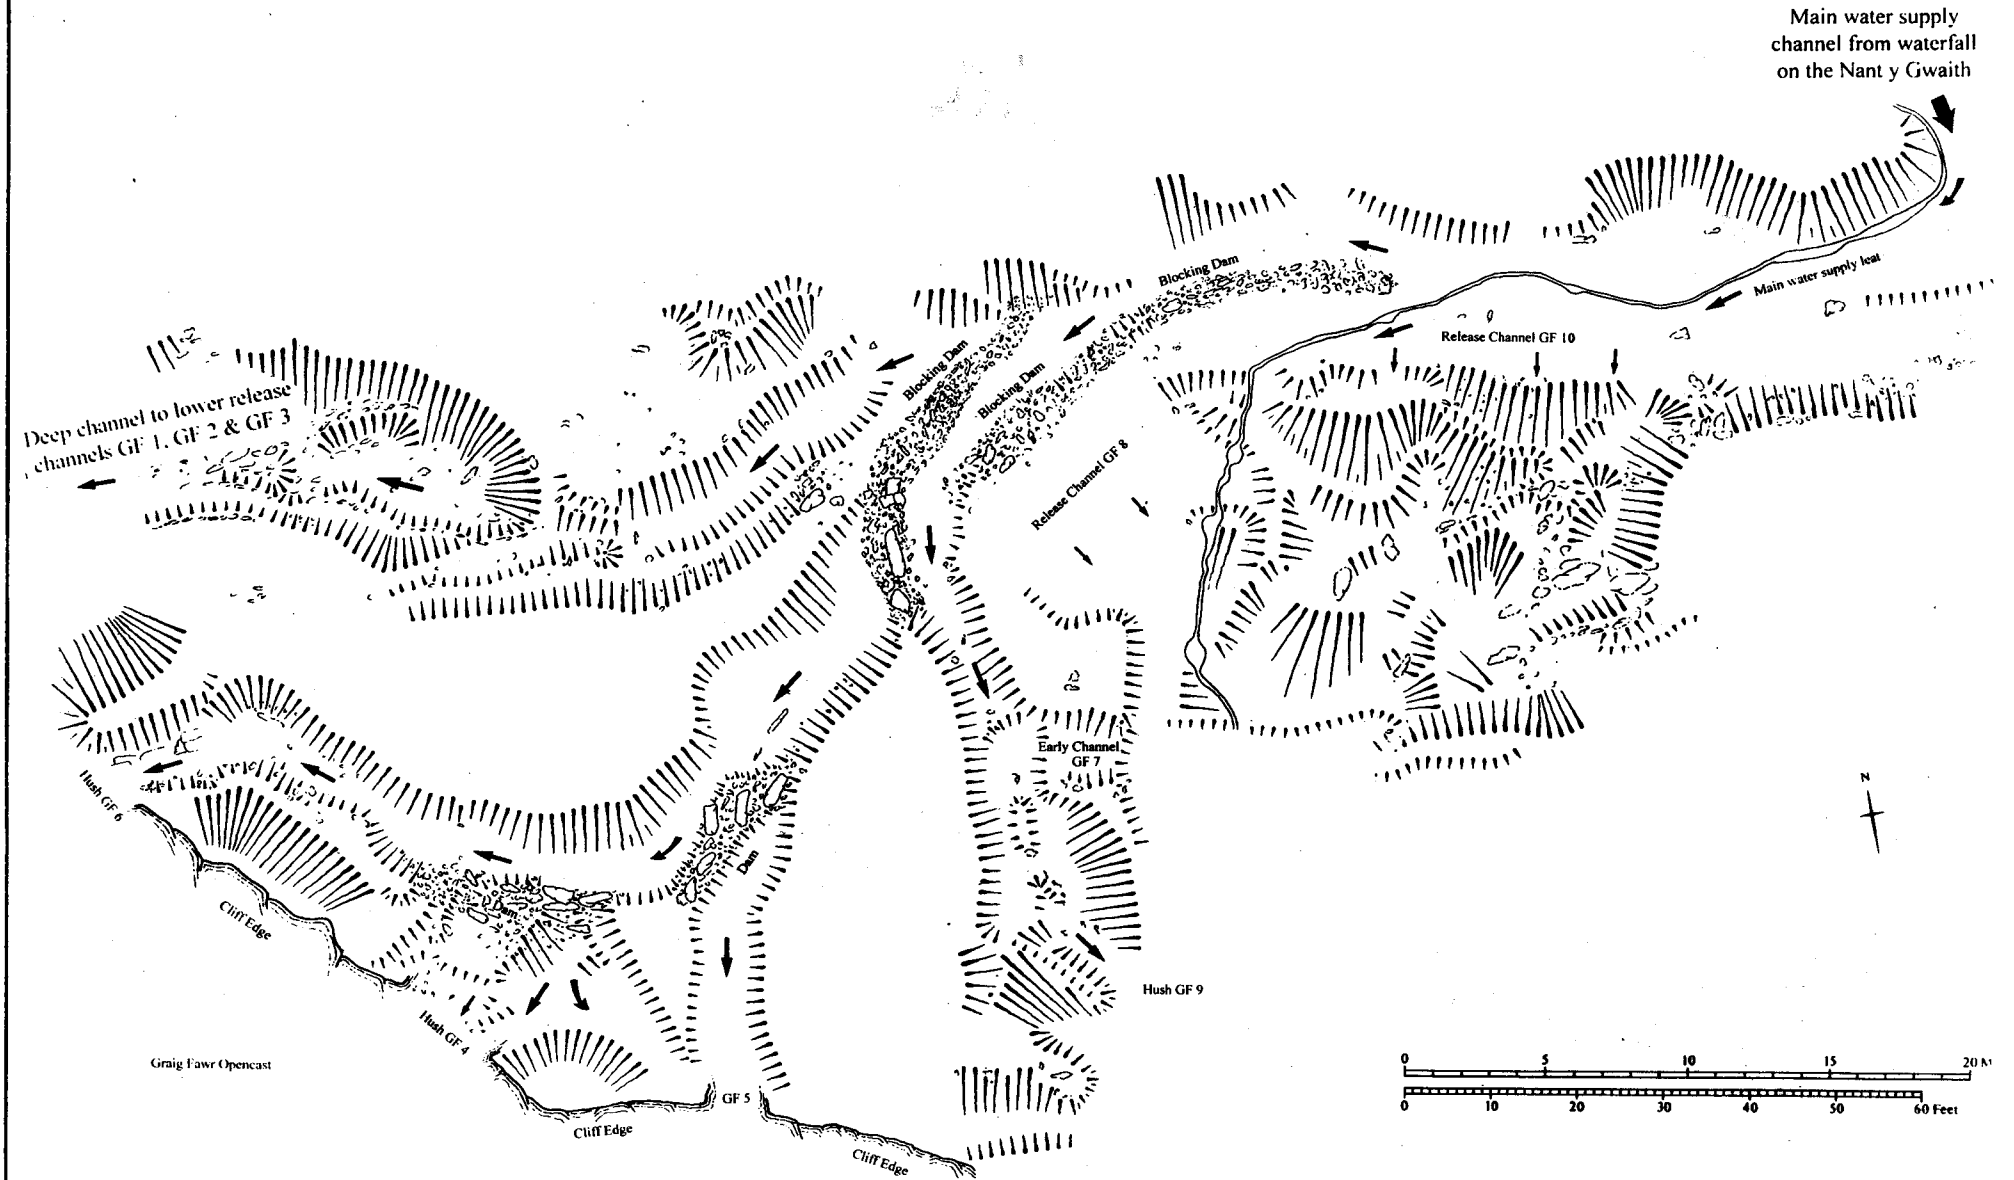 Main water supply
channel from waterfall
on the Nant y Gwaith
Blocking Dam
Main water supply leat
Release Channel GF 10
Blocking Dam
Blocking Dam
Deep channel to lower release
channels GF 1, GF 2 & GF 3
Release Channel GF 8
Early Channel
GF 7
Hush GF 6
N
Dam
Dam
Cliff Edge
Hush GF 9
Hush GF 4
Graig Fawr Opencast
GF 5
Cliff Edge
Cliff Edge
0 5 10 15 20 M
0 10 20 30 40 50 60 Feet